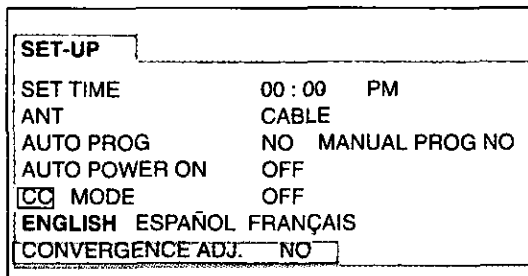 SET-UP
SET TIME 00 : 00 PM
ANT CABLE
AUTO PROG NO MANUAL PROG NO
AUTO POWER ON OFF
CC MODE OFF
ENGLISH ESPAÑOL FRANÇAIS
CONVERGENCE ADJ. NO